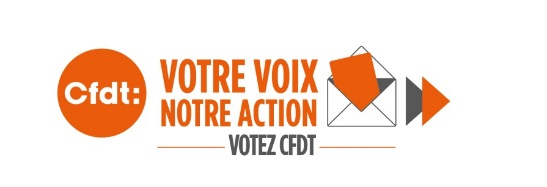 Cfdt:
VOTRE VOIX
NOTRE ACTION
VOTEZ CFDT